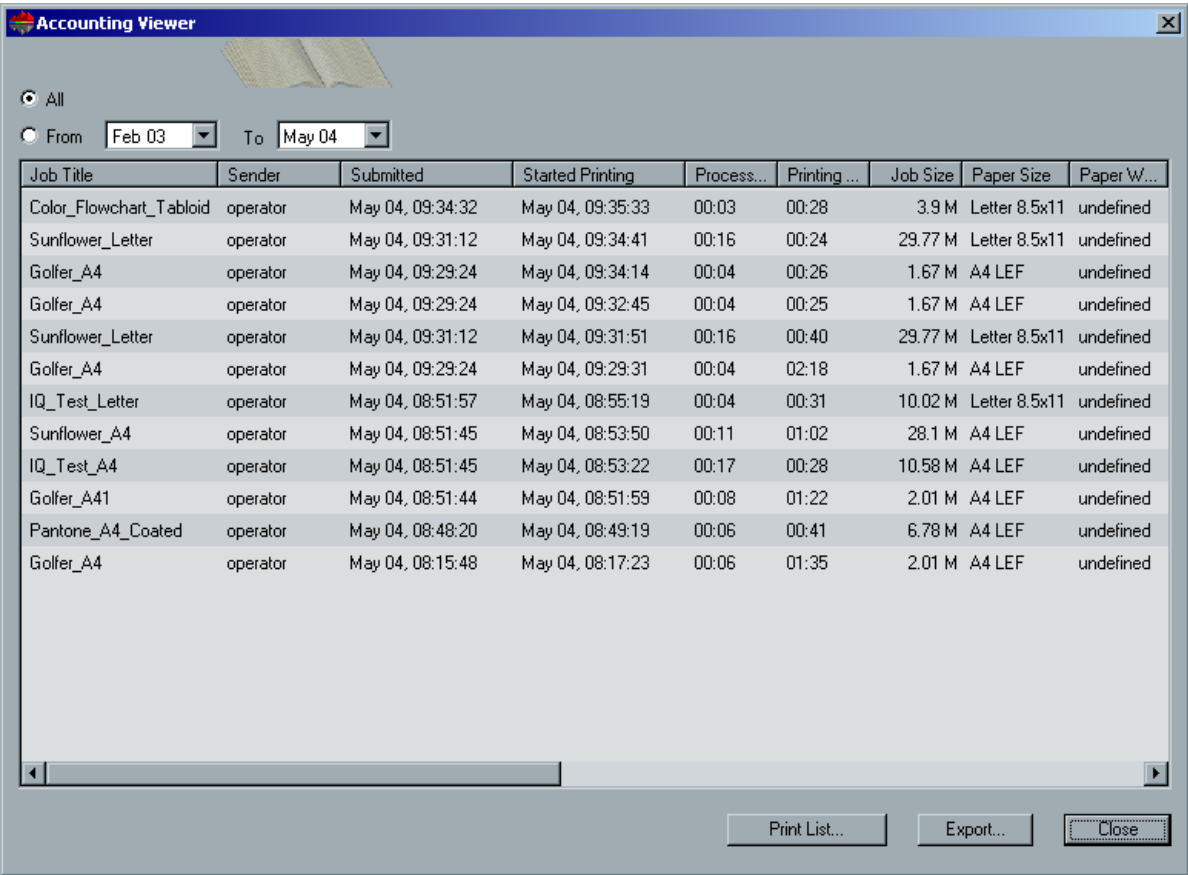 Accounting Viewer
All
From Feb 03 To May 04
Job Title Sender Submitted Started Printing Process... Printing ... Job Size Paper Size Paper W...
Color_Flowchart_Tabloid operator May 04, 09:34:32 May 04, 09:35:33 00:03 00:28 3.9 M Letter 8.5x11 undefined
Sunflower_Letter operator May 04, 09:31:12 May 04, 09:34:41 00:16 00:24 29.77 M Letter 8.5x11 undefined
Golfer_A4 operator May 04, 09:29:24 May 04, 09:34:14 00:04 00:26 1.67 M A4 LEF undefined
Golfer_A4 operator May 04, 09:29:24 May 04, 09:32:45 00:04 00:25 1.67 M A4 LEF undefined
Sunflower_Letter operator May 04, 09:31:12 May 04, 09:31:51 00:16 00:40 29.77 M Letter 8.5x11 undefined
Golfer_A4 operator May 04, 09:29:24 May 04, 09:29:31 00:04 02:18 1.67 M A4 LEF undefined
IQ_Test_Letter operator May 04, 08:51:57 May 04, 08:55:19 00:04 00:31 10.02 M Letter 8.5x11 undefined
Sunflower_A4 operator May 04, 08:51:45 May 04, 08:53:50 00:11 01:02 28.1 M A4 LEF undefined
IQ_Test_A4 operator May 04, 08:51:45 May 04, 08:53:22 00:17 00:28 10.58 M A4 LEF undefined
Golfer_A41 operator May 04, 08:51:44 May 04, 08:51:59 00:08 01:22 2.01 M A4 LEF undefined
Pantone_A4_Coated operator May 04, 08:48:20 May 04, 08:49:19 00:06 00:41 6.78 M A4 LEF undefined
Golfer_A4 operator May 04, 08:15:48 May 04, 08:17:23 00:06 01:35 2.01 M A4 LEF undefined
Print List... Export... Close